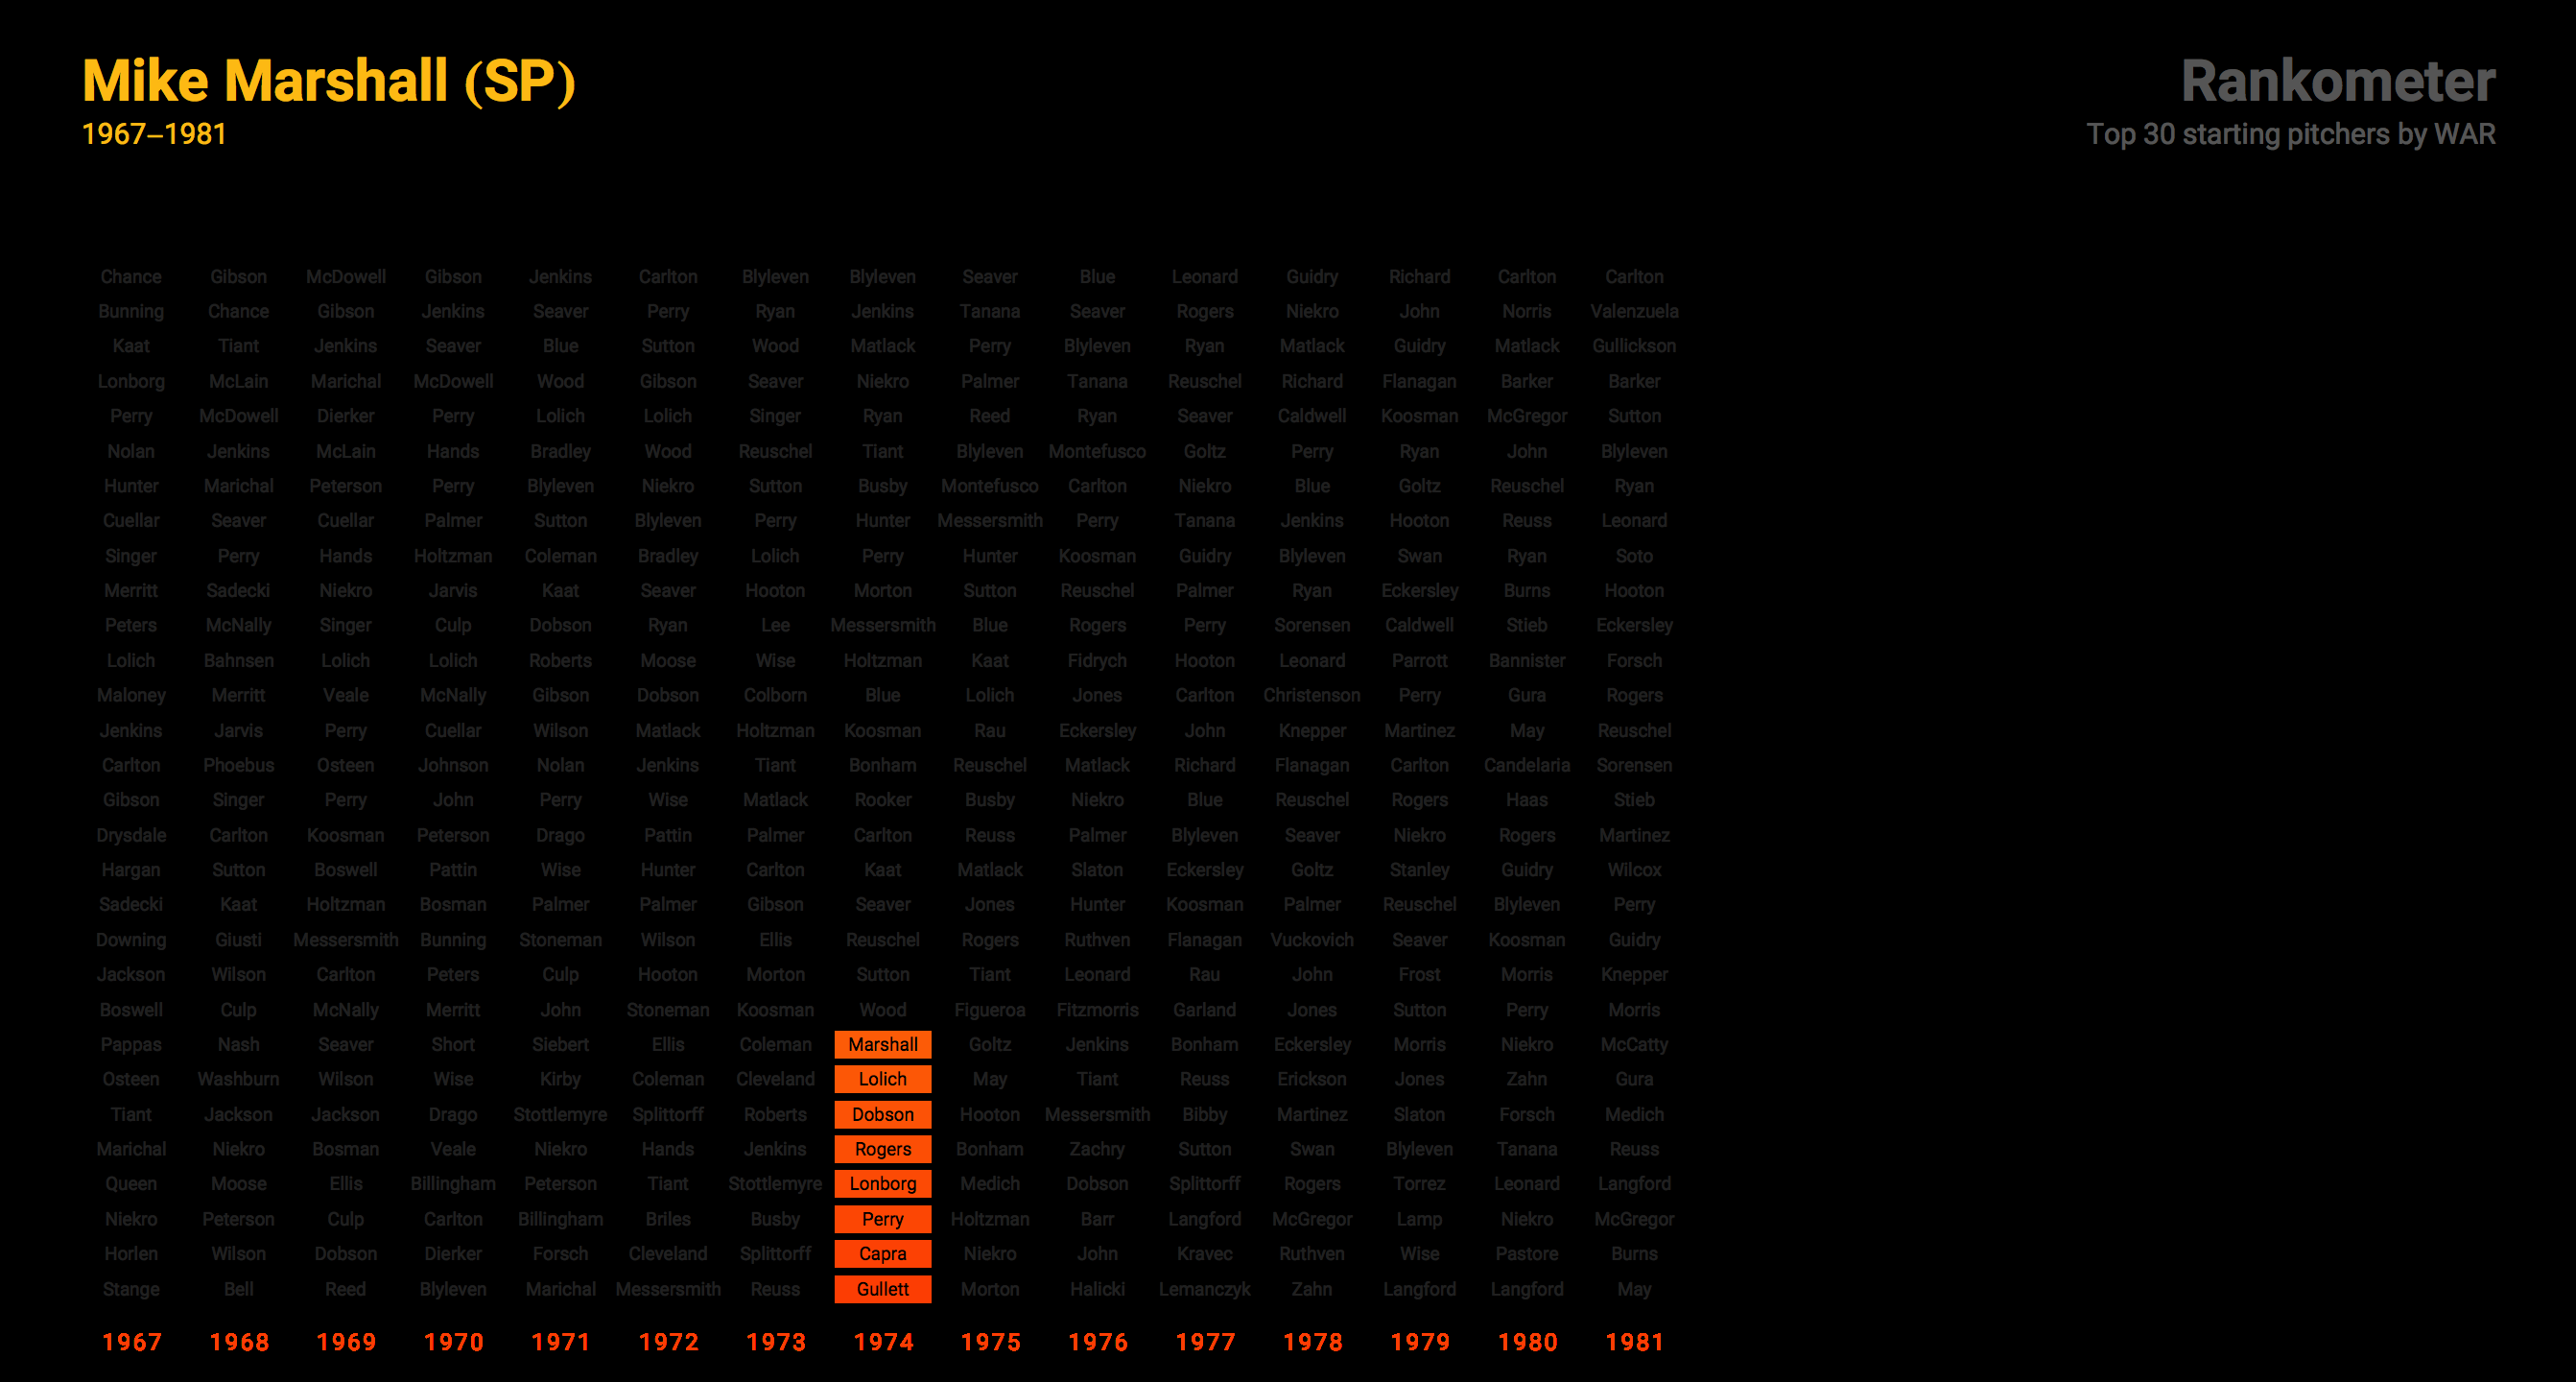 Mike Marshall (SP)
1967–1981
Rankometer
Top 30 starting pitchers by WAR
Chance Gibson McDowell Gibson Jenkins Carlton Blyleven Blyleven Seaver Blue Leonard Guidry Richard Carlton Carlton
Bunning Chance Gibson Jenkins Seaver Perry Ryan Jenkins Tanana Seaver Rogers Niekro John Norris Valenzuela
Kaat Tiant Jenkins Seaver Blue Sutton Wood Matlack Perry Blyleven Ryan Matlack Guidry Matlack Gullickson
Lonborg McLain Marichal McDowell Wood Gibson Seaver Niekro Palmer Tanana Reuschel Richard Flanagan Barker Barker
Perry McDowell Dierker Perry Lolich Lolich Singer Ryan Reed Ryan Seaver Caldwell Koosman McGregor Sutton
Nolan Jenkins McLain Hands Bradley Wood Reuschel Tiant Blyleven Montefusco Goltz Perry Ryan John Blyleven
Hunter Marichal Peterson Perry Blyleven Niekro Sutton Busby Montefusco Carlton Niekro Blue Goltz Reuschel Ryan
Cuellar Seaver Cuellar Palmer Sutton Blyleven Perry Hunter Messersmith Perry Tanana Jenkins Hooton Reuss Leonard
Singer Perry Hands Holtzman Coleman Bradley Lolich Perry Hunter Koosman Guidry Blyleven Swan Ryan Soto
Merritt Sadecki Niekro Jarvis Kaat Seaver Hooton Morton Sutton Reuschel Palmer Ryan Eckersley Burns Hooton
Peters McNally Singer Culp Dobson Ryan Lee Messersmith Blue Rogers Perry Sorensen Caldwell Stieb Eckersley
Lolich Bahnsen Lolich Lolich Roberts Moose Wise Holtzman Kaat Fidrych Hooton Leonard Parrott Bannister Forsch
Maloney Merritt Veale McNally Gibson Dobson Colborn Blue Lolich Jones Carlton Christenson Perry Gura Rogers
Jenkins Jarvis Perry Cuellar Wilson Matlack Holtzman Koosman Rau Eckersley John Knepper Martinez May Reuschel
Carlton Phoebus Osteen Johnson Nolan Jenkins Tiant Bonham Reuschel Matlack Richard Flanagan Carlton Candelaria Sorensen
Gibson Singer Perry John Perry Wise Matlack Rooker Busby Niekro Blue Reuschel Rogers Haas Stieb
Drysdale Carlton Koosman Peterson Drago Pattin Palmer Carlton Reuss Palmer Blyleven Seaver Niekro Rogers Martinez
Hargan Sutton Boswell Pattin Wise Hunter Carlton Kaat Matlack Slaton Eckersley Goltz Stanley Guidry Wilcox
Sadecki Kaat Holtzman Bosman Palmer Palmer Gibson Seaver Jones Hunter Koosman Palmer Reuschel Blyleven Perry
Downing Giusti Messersmith Bunning Stoneman Wilson Ellis Reuschel Rogers Ruthven Flanagan Vuckovich Seaver Koosman Guidry
Jackson Wilson Carlton Peters Culp Hooton Morton Sutton Tiant Leonard Rau John Frost Morris Knepper
Boswell Culp McNally Merritt John Stoneman Koosman Wood Figueroa Fitzmorris Garland Jones Sutton Perry Morris
Pappas Nash Seaver Short Siebert Ellis Coleman Marshall Goltz Jenkins Bonham Eckersley Morris Niekro McCatty
Osteen Washburn Wilson Wise Kirby Coleman Cleveland Lolich May Tiant Reuss Erickson Jones Zahn Gura
Tiant Jackson Jackson Drago Stottlemyre Splittorff Roberts Dobson Hooton Messersmith Bibby Martinez Slaton Forsch Medich
Marichal Niekro Bosman Veale Niekro Hands Jenkins Rogers Bonham Zachry Sutton Swan Blyleven Tanana Reuss
Queen Moose Ellis Billingham Peterson Tiant Stottlemyre Lonborg Medich Dobson Splittorff Rogers Torrez Leonard Langford
Niekro Peterson Culp Carlton Billingham Briles Busby Perry Holtzman Barr Langford McGregor Lamp Niekro McGregor
Horlen Wilson Dobson Dierker Forsch Cleveland Splittorff Capra Niekro John Kravec Ruthven Wise Pastore Burns
Stange Bell Reed Blyleven Marichal Messersmith Reuss Gullett Morton Halicki Lemanczyk Zahn Langford Langford May
1967 1968 1969 1970 1971 1972 1973 1974 1975 1976 1977 1978 1979 1980 1981